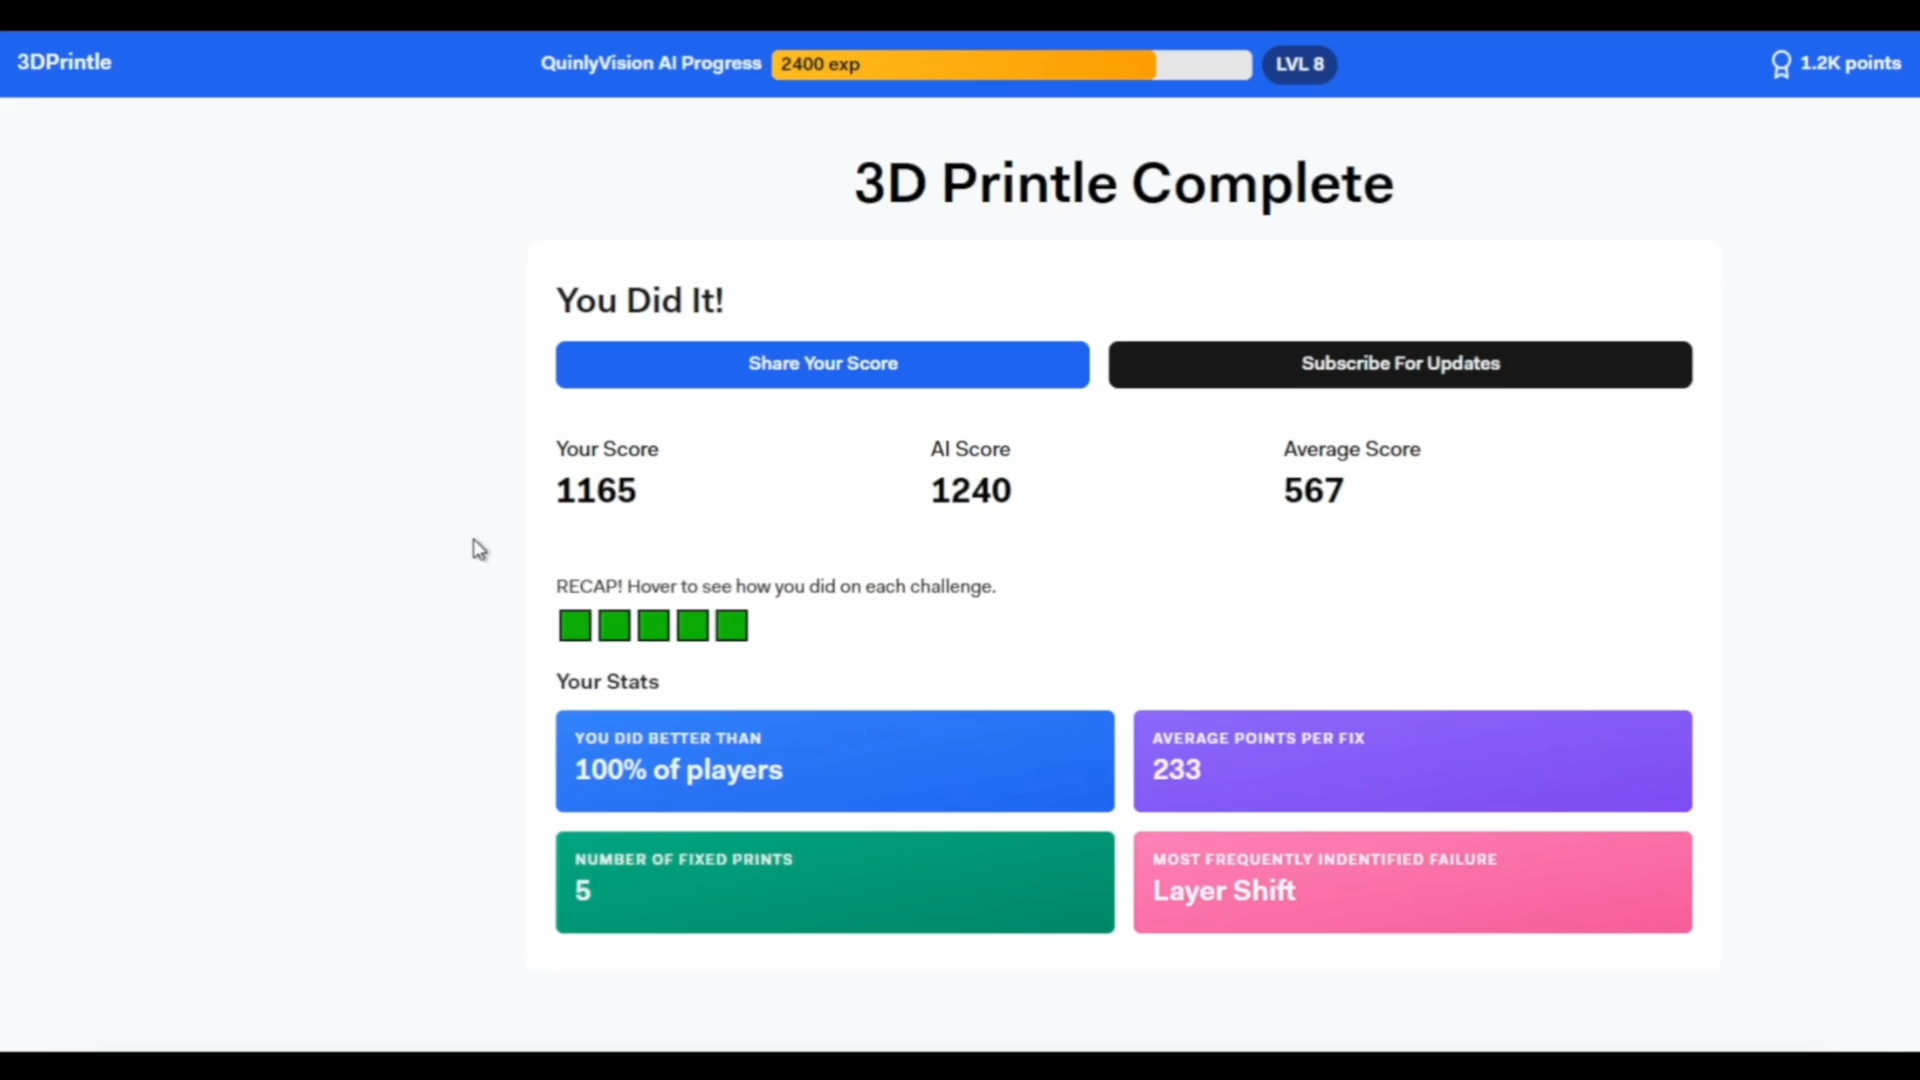 3DPrintle
QuinlyVision AI Progress
2400 exp
LVL 8
1.2K points
3D Printle Complete
You Did It!
Share Your Score
Subscribe For Updates
Your Score
1165
AI Score
1240
Average Score
567
RECAP! Hover to see how you did on each challenge.
Your Stats
YOU DID BETTER THAN
100% of players
AVERAGE POINTS PER FIX
233
NUMBER OF FIXED PRINTS
5
MOST FREQUENTLY INDENTIFIED FAILURE
Layer Shift